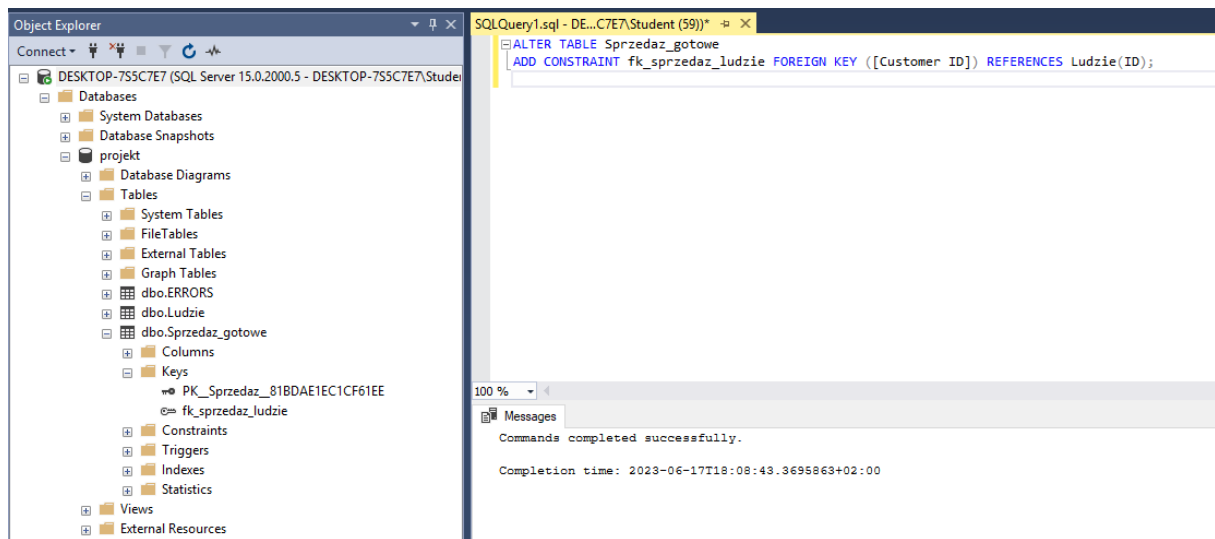 Object Explorer
Connect
DESKTOP-7S5C7E7 (SQL Server 15.0.2000.5 - DESKTOP-7S5C7E7\Studer
Databases
System Databases
Database Snapshots
projekt
Database Diagrams
Tables
System Tables
FileTables
External Tables
Graph Tables
dbo.ERRORS
dbo.Ludzie
dbo.Sprzedaz_gotowe
Columns
Keys
PK__Sprzedaz__81BDAE1EC1CF61EE
fk_sprzedaz_ludzie
Constraints
Triggers
Indexes
Statistics
Views
External Resources
SQLQuery1.sql - DE...C7E7\Student (59))*
ALTER TABLE Sprzedaz_gotowe
ADD CONSTRAINT fk_sprzedaz_ludzie FOREIGN KEY ([Customer ID]) REFERENCES Ludzie(ID);
100 %
Messages
Commands completed successfully.
Completion time: 2023-06-17T18:08:43.3695863+02:00